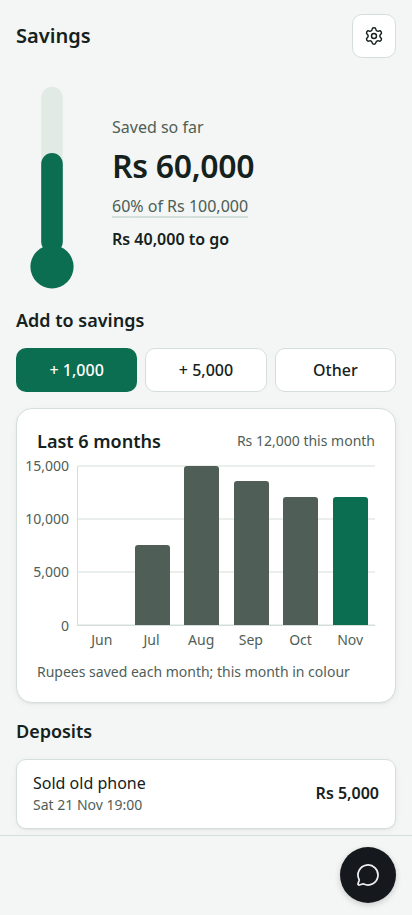 Savings
Saved so far
Rs 60,000
60% of Rs 100,000
Rs 40,000 to go
Add to savings
+ 1,000
+ 5,000
Other
Last 6 months
Rs 12,000 this month
15,000
10,000
5,000
0
Jun Jul Aug Sep Oct Nov
Rupees saved each month; this month in colour
Deposits
Sold old phone
Rs 5,000
Sat 21 Nov 19:00